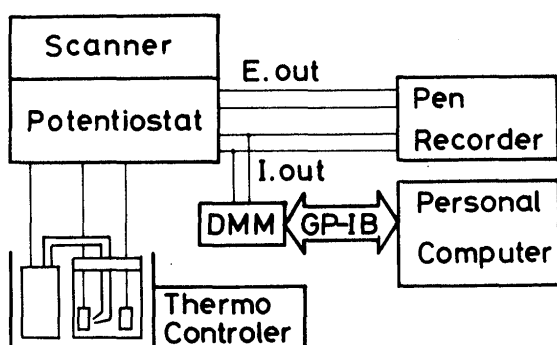 Scanner
Potentiostat
E.out
I.out
Pen
Recorder
DMM
GP-IB
Personal
Computer
Thermo
Controler